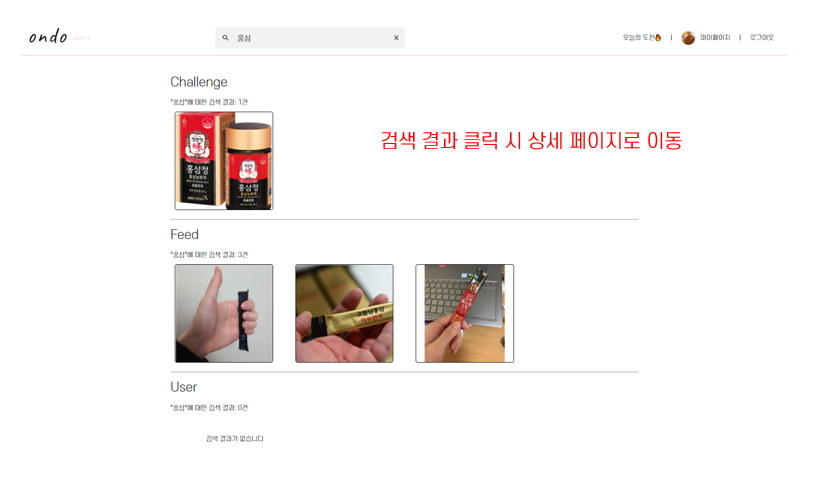 ondo
홍삼
오늘의 도전🔥 | 마이페이지 | 로그아웃
Challenge
"홍삼"에 대한 검색 결과: 1건
홍삼정
홍삼정
검색 결과 클릭 시 상세 페이지로 이동
Feed
"홍삼"에 대한 검색 결과: 3건
User
"홍삼"에 대한 검색 결과: 0건
검색 결과가 없습니다